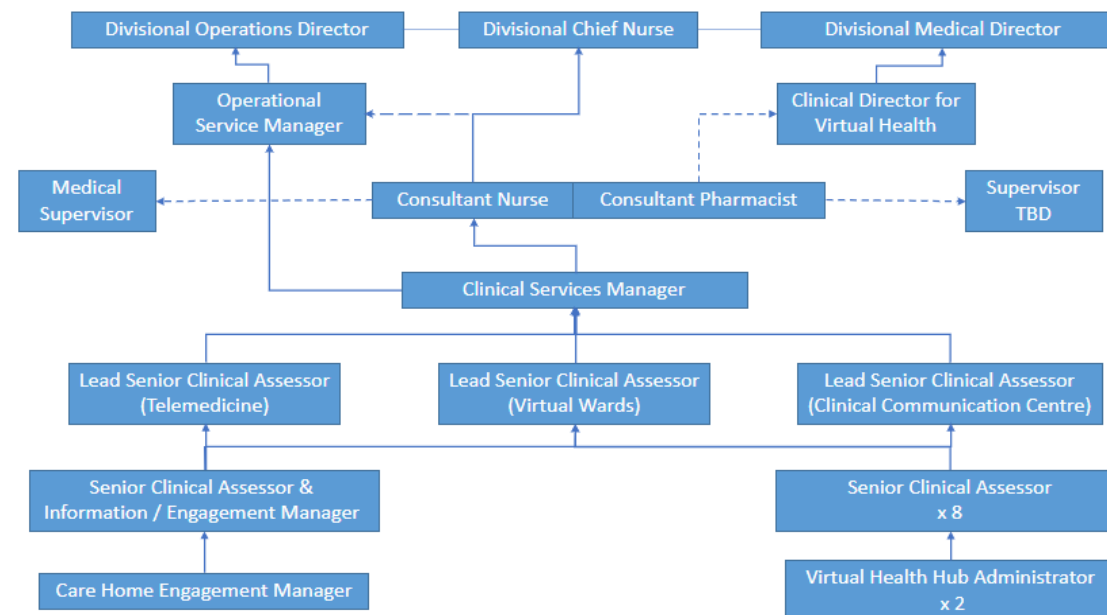 Divisional Operations Director
Divisional Chief Nurse
Divisional Medical Director
Operational
Service Manager
Clinical Director for
Virtual Health
Medical
Supervisor
Consultant Nurse
Consultant Pharmacist
Supervisor
TBD
Clinical Services Manager
Lead Senior Clinical Assessor
(Telemedicine)
Lead Senior Clinical Assessor
(Virtual Wards)
Lead Senior Clinical Assessor
(Clinical Communication Centre)
Senior Clinical Assessor &
Information / Engagement Manager
Senior Clinical Assessor
x 8
Care Home Engagement Manager
Virtual Health Hub Administrator
x 2